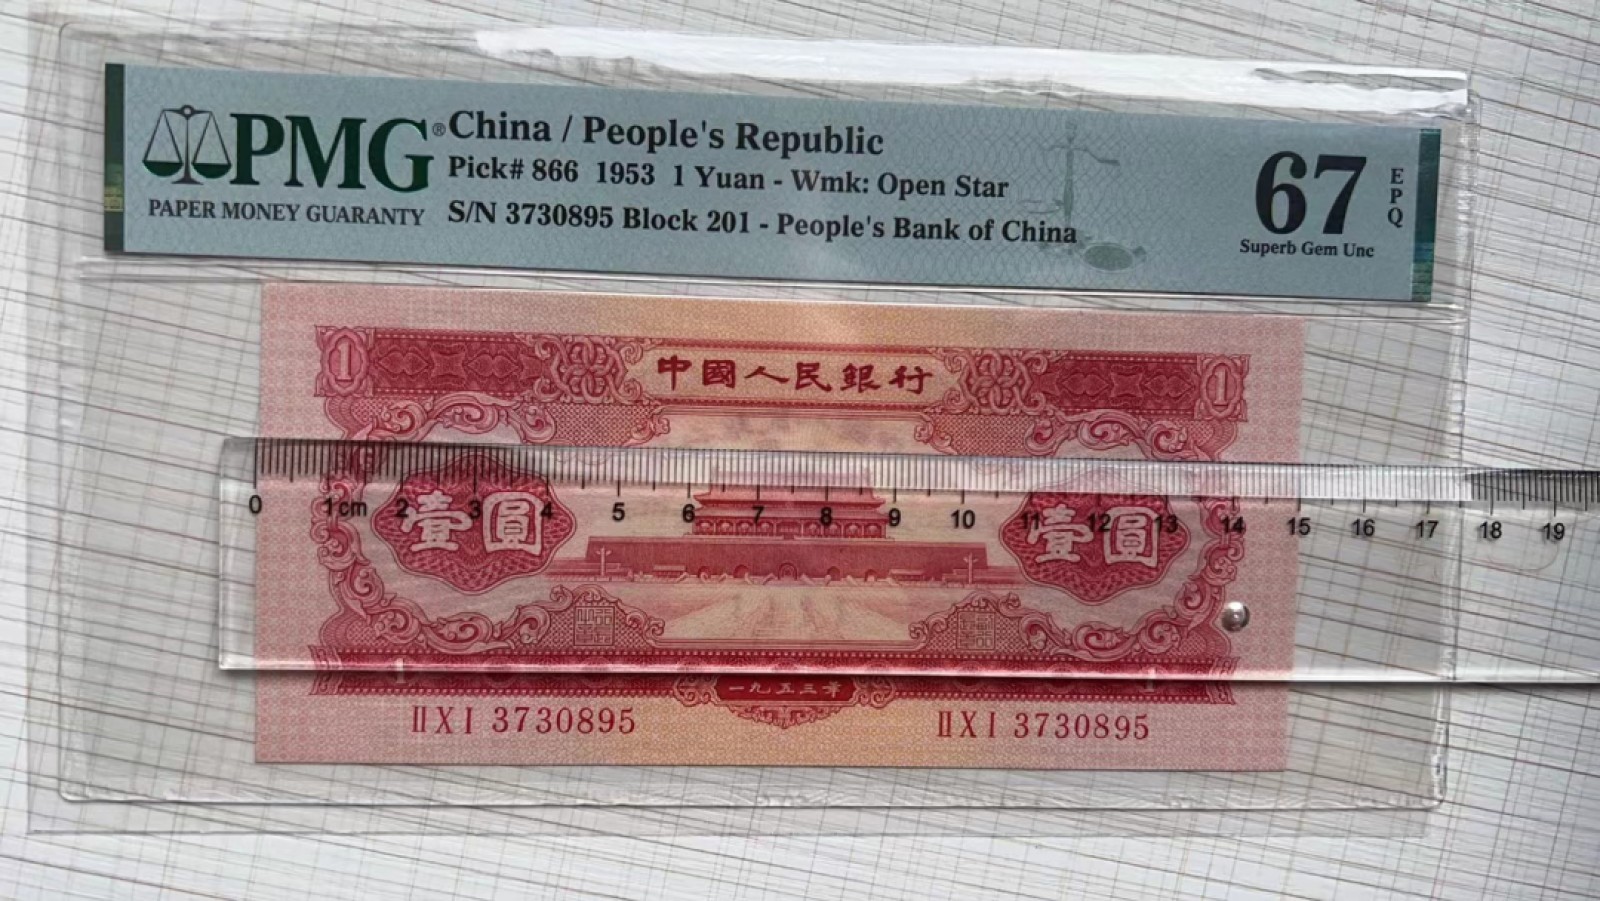 PMG®
PAPER MONEY GUARANTY
China / People's Republic
Pick# 866 1953 1 Yuan - Wmk: Open Star
S/N 3730895 Block 201 - People's Bank of China
67
EPQ
Superb Gem Unc
1 中國人民銀行 1
0 1cm 2 3 4 5 6 7 8 9 10 11 12 13 14 15 16 17 18 19
壹圓 壹圓
1 一九五三年 1
ⅡⅩⅠ 3730895 ⅡⅩⅠ 3730895